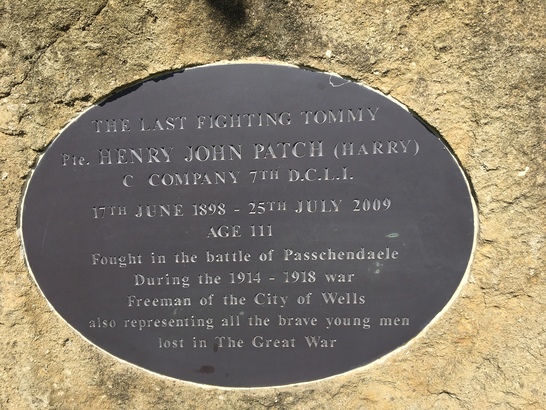 THE LAST FIGHTING TOMMY
Pte. HENRY JOHN PATCH (HARRY)
C COMPANY 7TH D.C.L.I.
17TH JUNE 1898 - 25TH JULY 2009
AGE 111
Fought in the battle of Passchendaele
During the 1914 - 1918 war
Freeman of the City of Wells
also representing all the brave young men
lost in The Great War